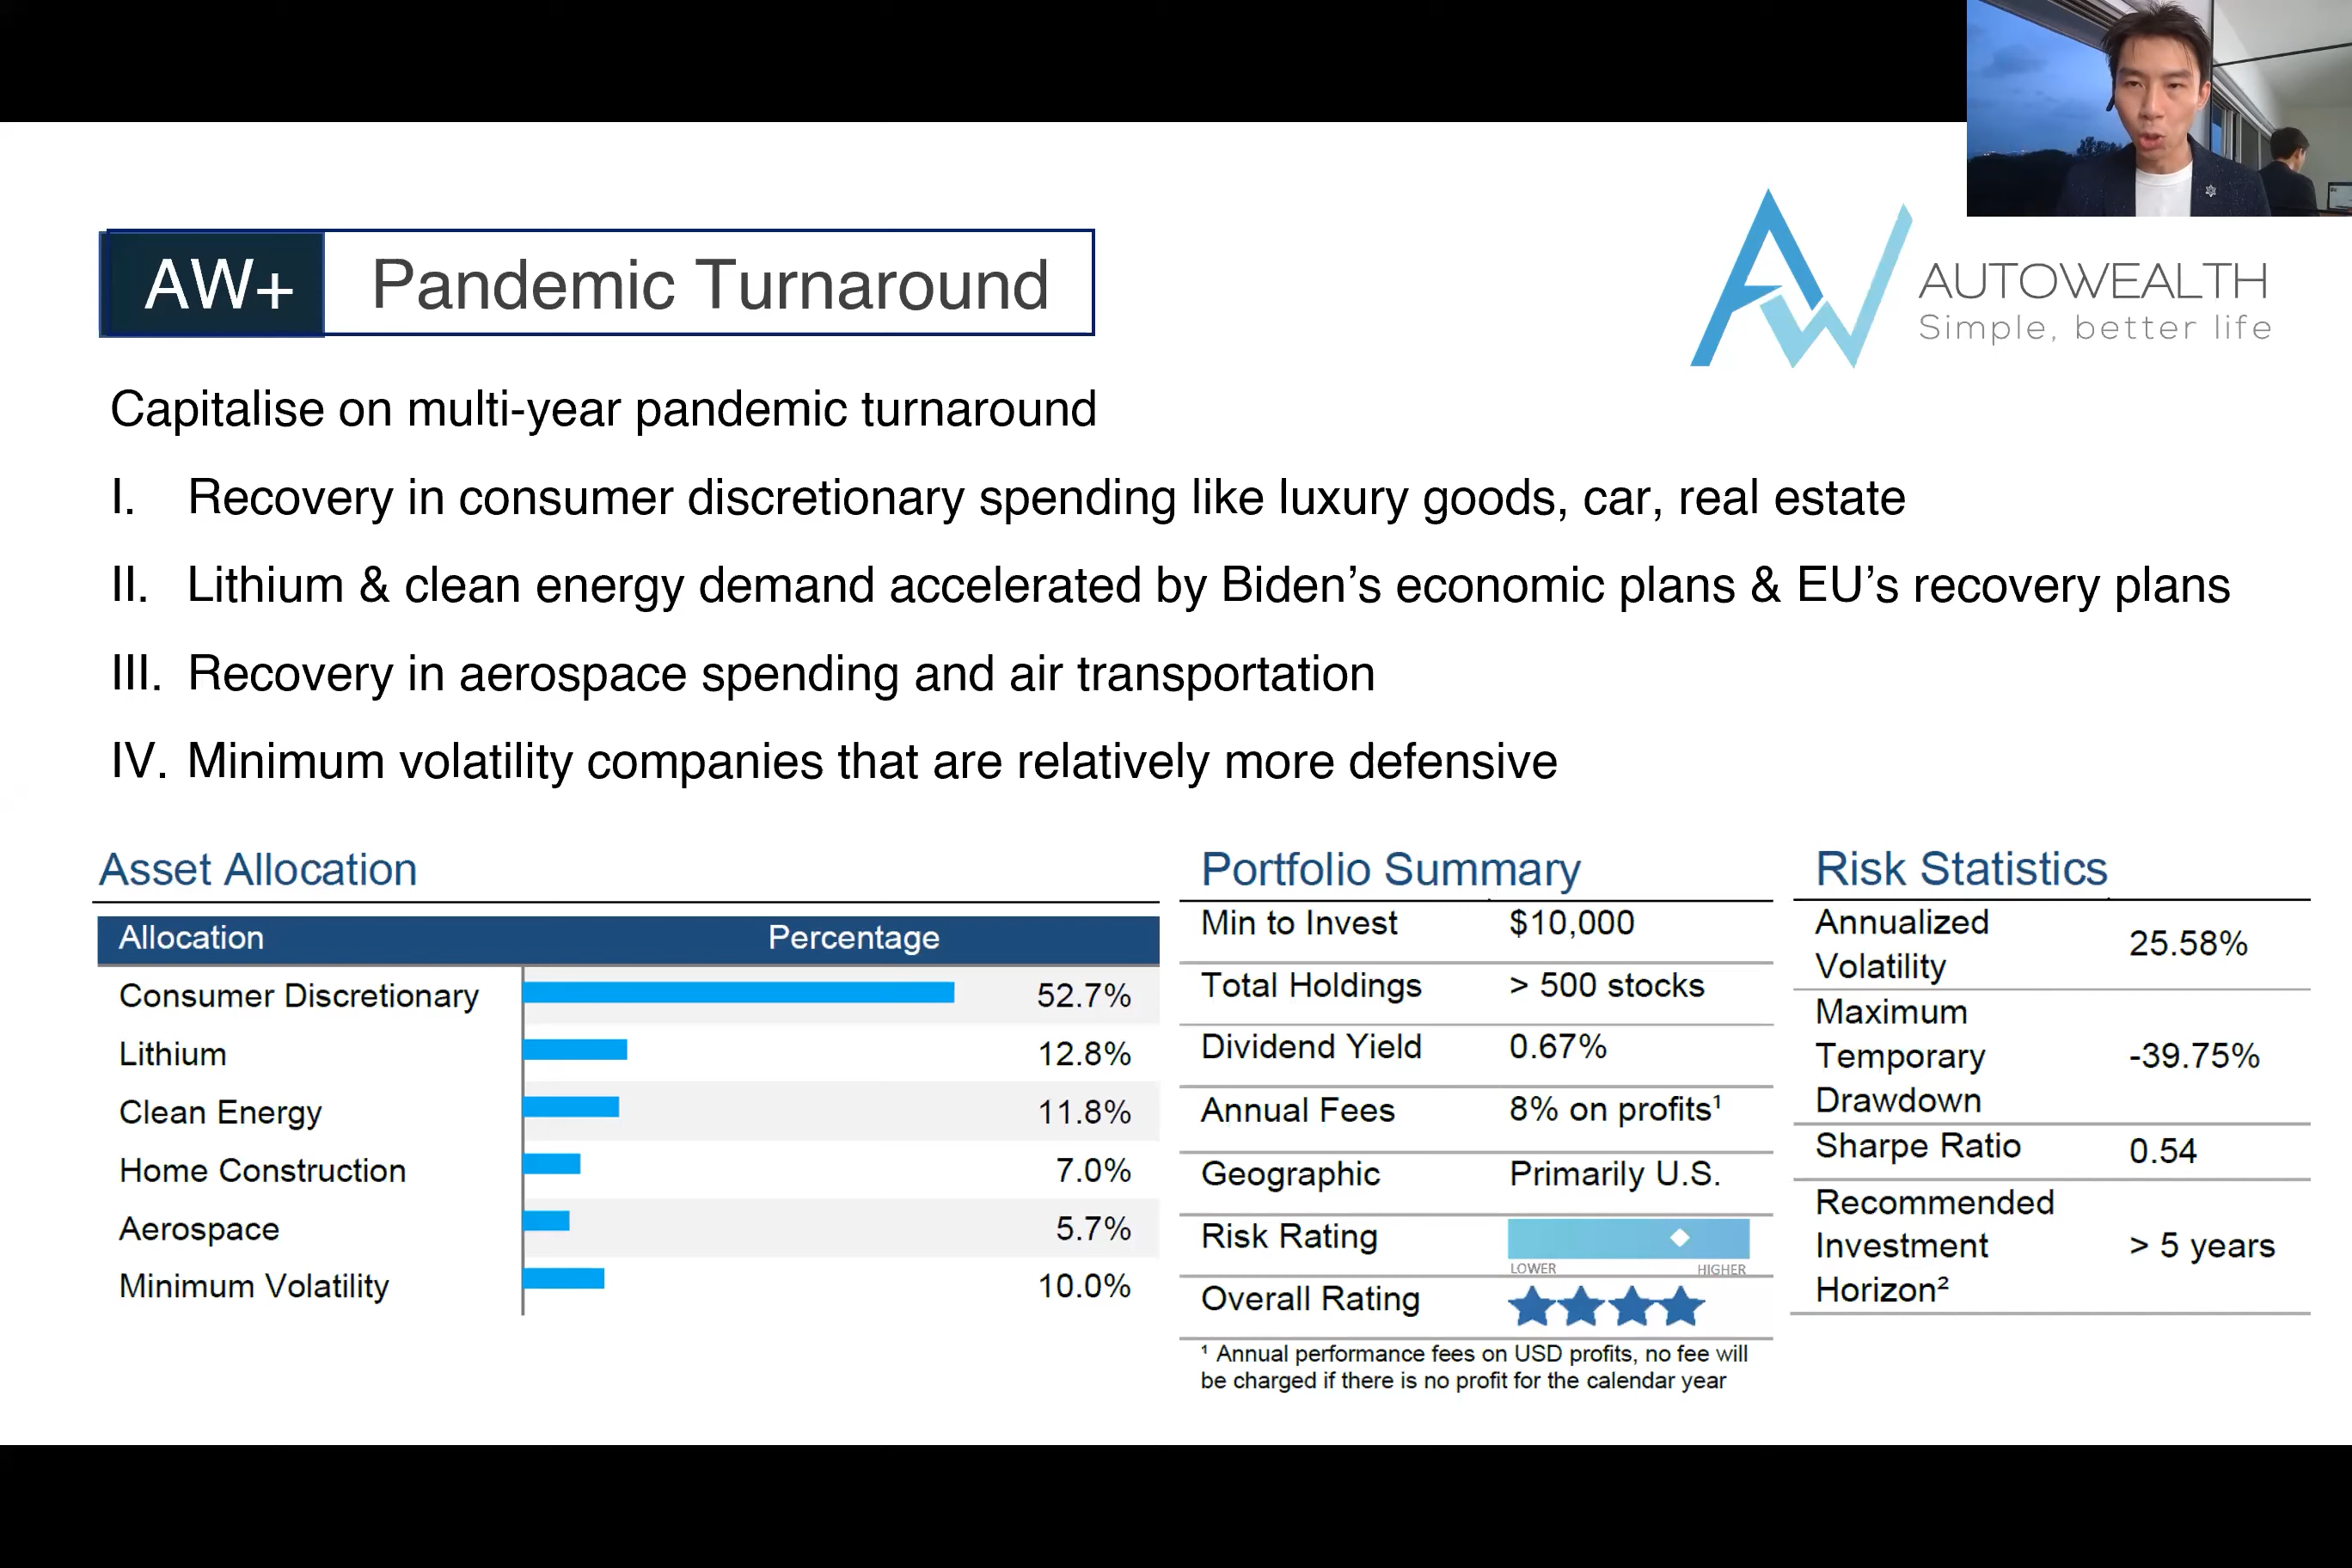 AW+ Pandemic Turnaround
AUTOWEALTH
Simple, better life
Capitalise on multi-year pandemic turnaround
I. Recovery in consumer discretionary spending like luxury goods, car, real estate
II. Lithium & clean energy demand accelerated by Biden’s economic plans & EU’s recovery plans
III. Recovery in aerospace spending and air transportation
IV. Minimum volatility companies that are relatively more defensive
Asset Allocation
Allocation Percentage
Consumer Discretionary 52.7%
Lithium 12.8%
Clean Energy 11.8%
Home Construction 7.0%
Aerospace 5.7%
Minimum Volatility 10.0%
Portfolio Summary
Min to Invest $10,000
Total Holdings > 500 stocks
Dividend Yield 0.67%
Annual Fees 8% on profits¹
Geographic Primarily U.S.
Risk Rating
LOWER HIGHER
Overall Rating
¹ Annual performance fees on USD profits, no fee will
be charged if there is no profit for the calendar year
Risk Statistics
Annualized
Volatility 25.58%
Maximum
Temporary -39.75%
Drawdown
Sharpe Ratio 0.54
Recommended
Investment > 5 years
Horizon²